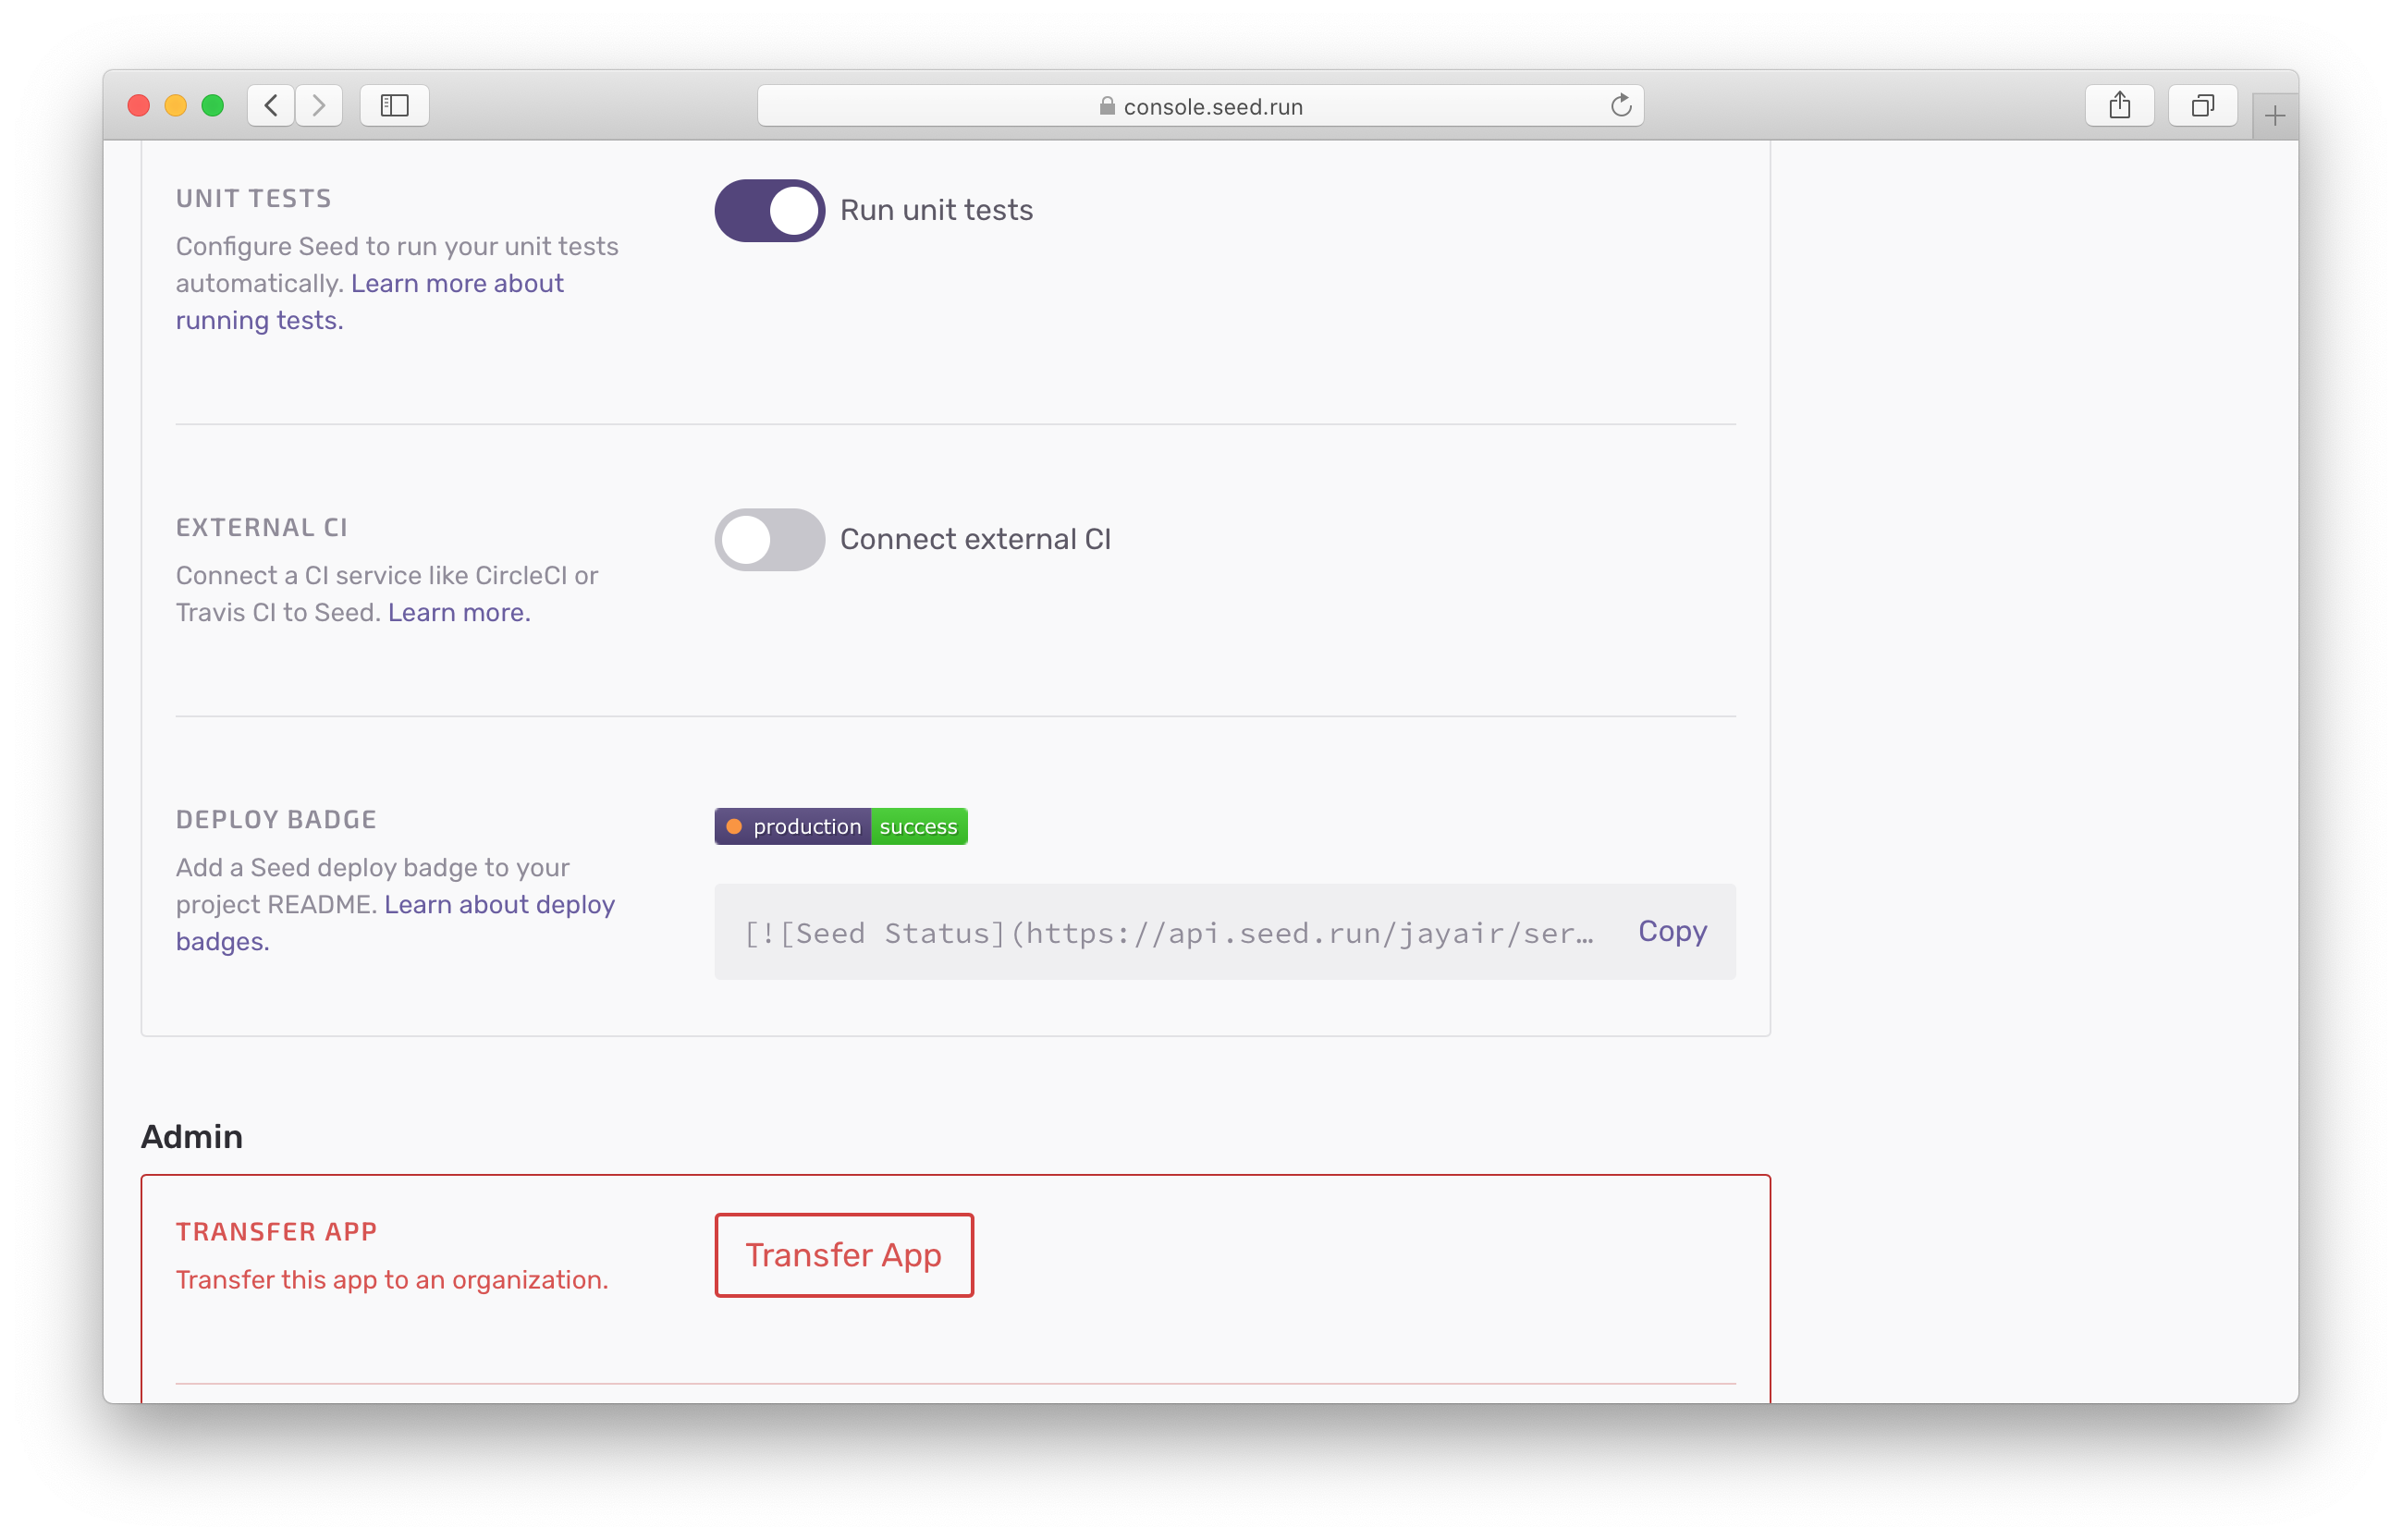 console.seed.run
UNIT TESTS
Run unit tests
Configure Seed to run your unit tests
automatically. Learn more about
running tests.
EXTERNAL CI
Connect external CI
Connect a CI service like CircleCI or
Travis CI to Seed. Learn more.
DEPLOY BADGE
production success
Add a Seed deploy badge to your
project README. Learn about deploy
badges.
[![Seed Status](https://api.seed.run/jayair/ser… Copy
Admin
TRANSFER APP
Transfer App
Transfer this app to an organization.